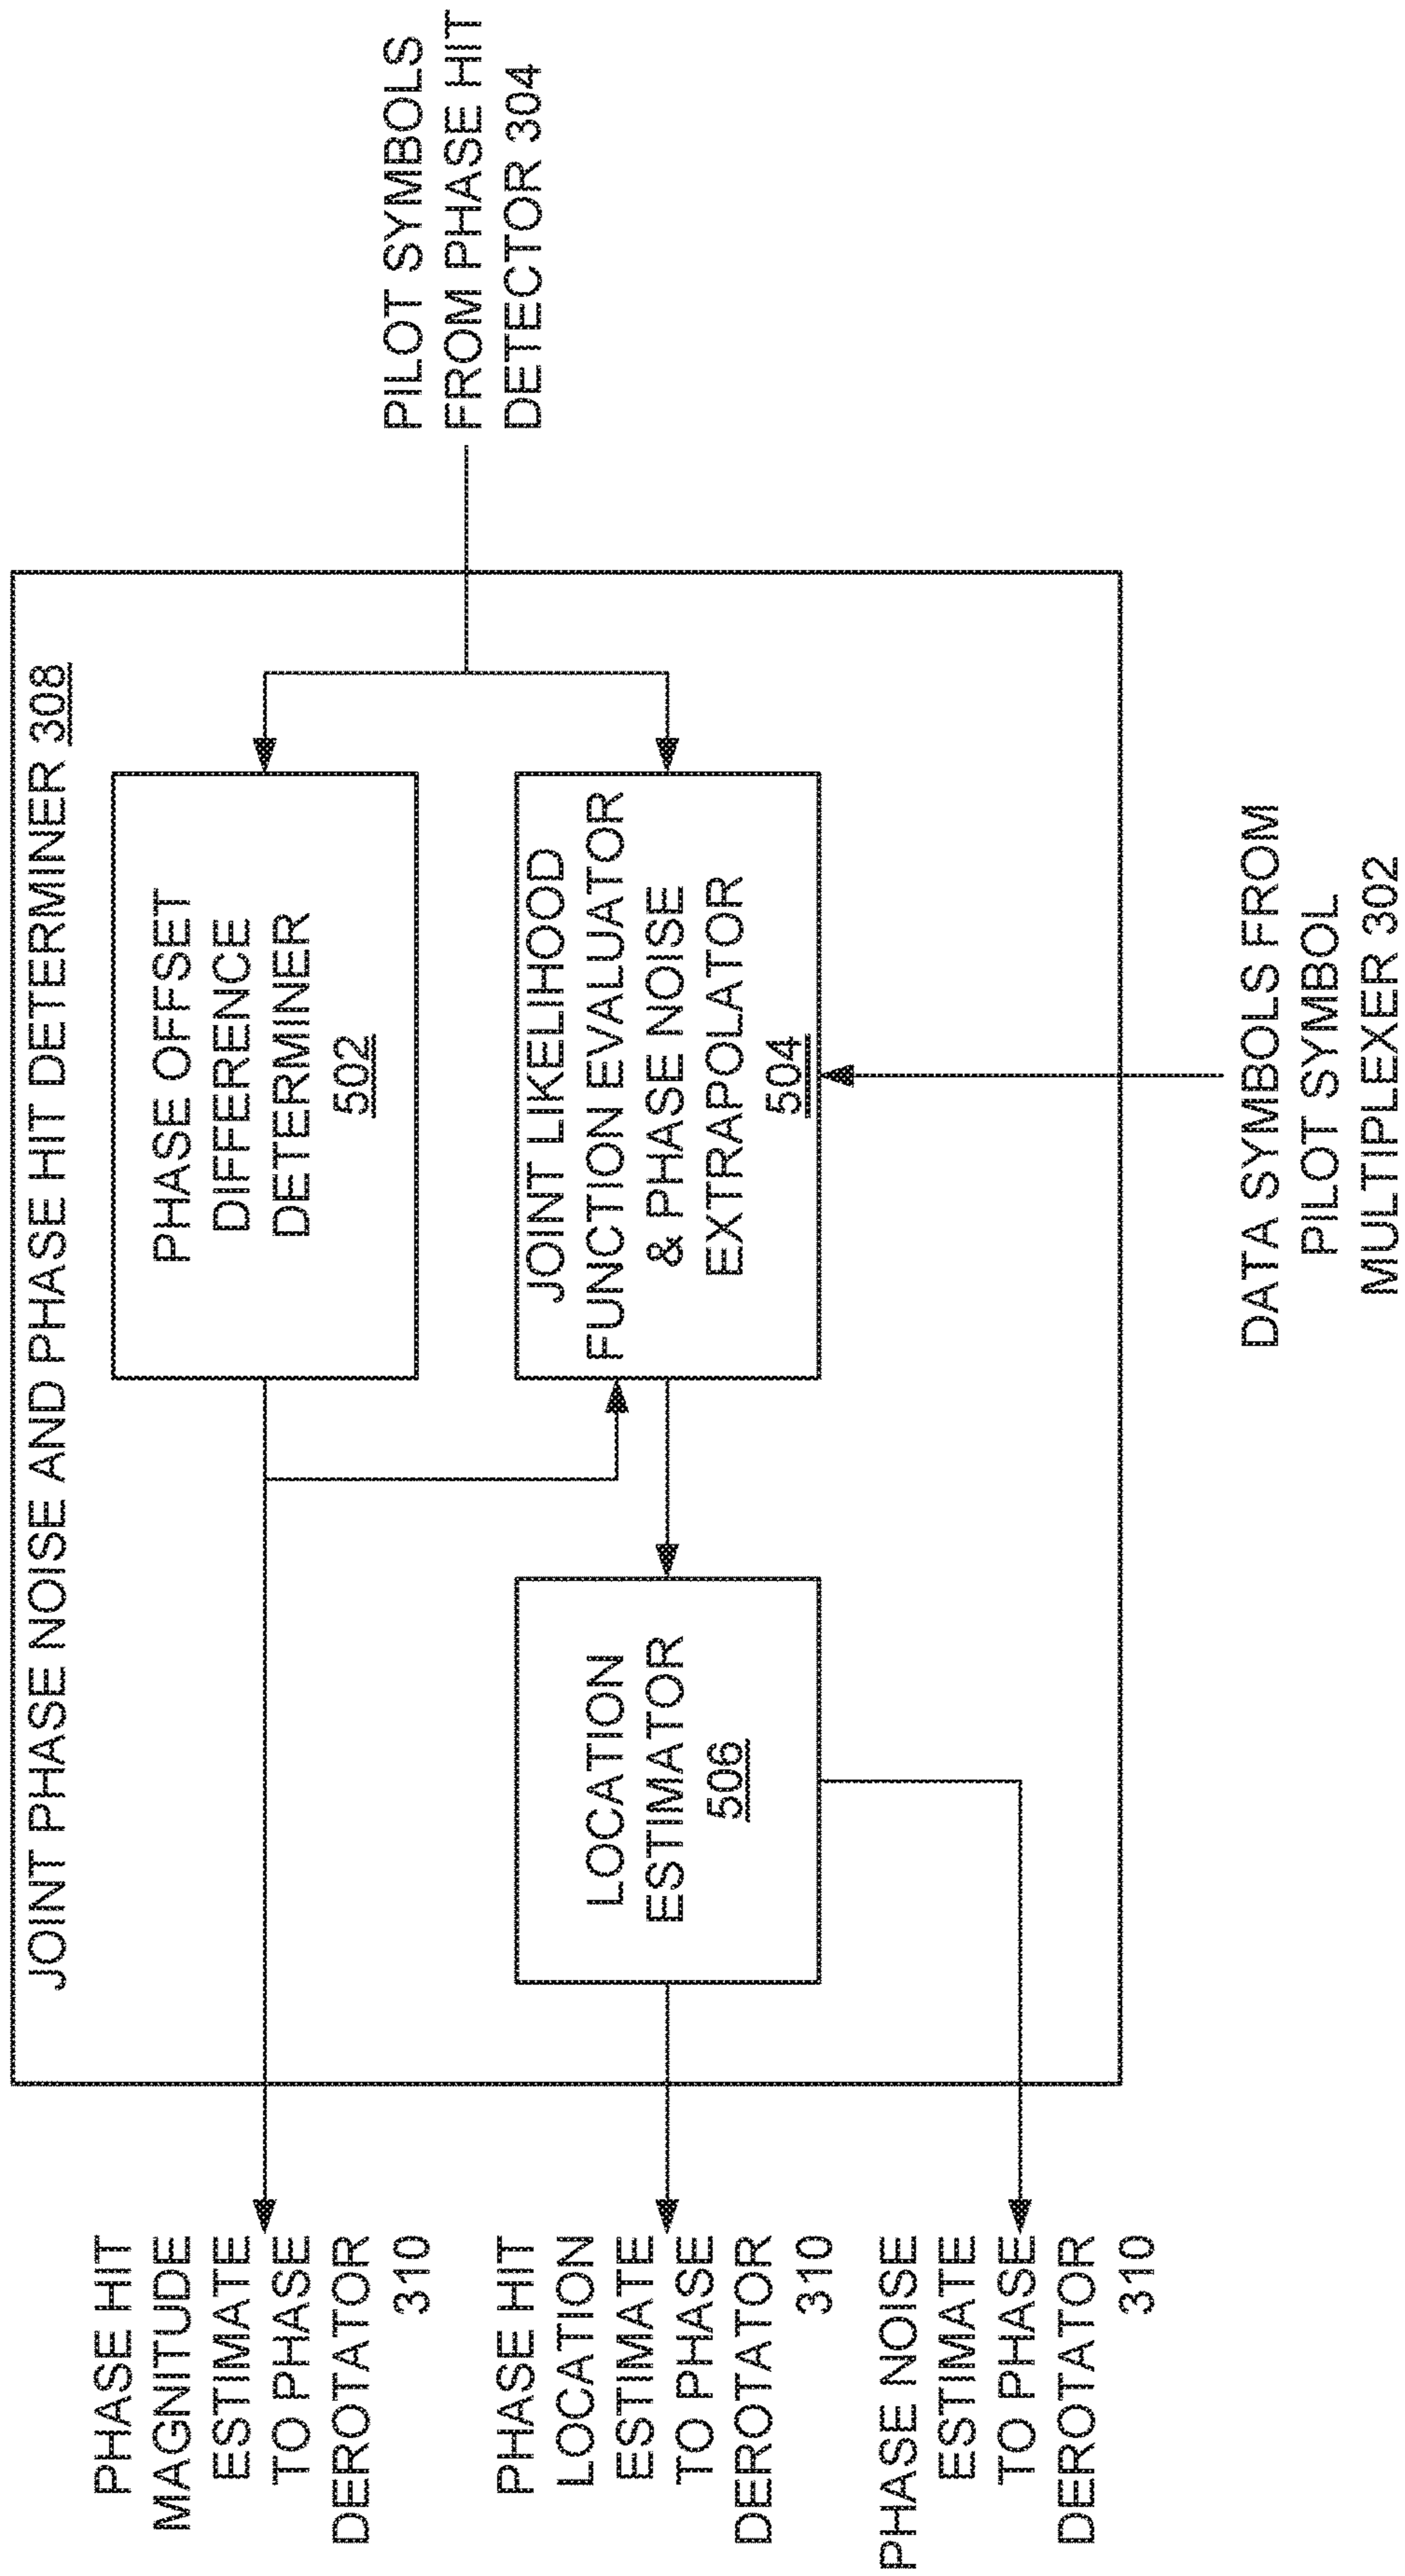 JOINT PHASE NOISE AND PHASE HIT DETERMINER 308
PILOT SYMBOLS
FROM PHASE HIT
DETECTOR 304
PHASE OFFSET
DIFFERENCE
DETERMINER
502
JOINT LIKELIHOOD
FUNCTION EVALUATOR
& PHASE NOISE
EXTRAPOLATOR
504
DATA SYMBOLS FROM
PILOT SYMBOL
MULTIPLEXER 302
LOCATION
ESTIMATOR
506
PHASE HIT
MAGNITUDE
ESTIMATE
TO PHASE
DEROTATOR
310
PHASE HIT
LOCATION
ESTIMATE
TO PHASE
DEROTATOR
310
PHASE NOISE
ESTIMATE
TO PHASE
DEROTATOR
310